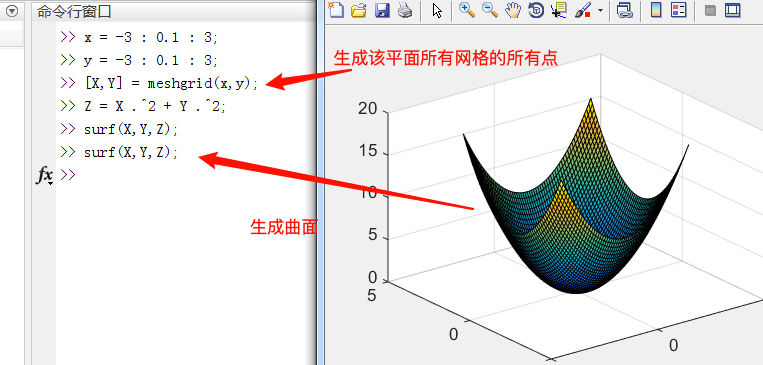 命令行窗口
>> x = -3 : 0.1 : 3;
>> y = -3 : 0.1 : 3;
>> [X,Y] = meshgrid(x,y);
>> Z = X .^2 + Y .^2;
>> surf(X,Y,Z);
>> surf(X,Y,Z);
fx >>
生成该平面所有网格的所有点
生成曲面
20
15
10
5
0
5
0
0